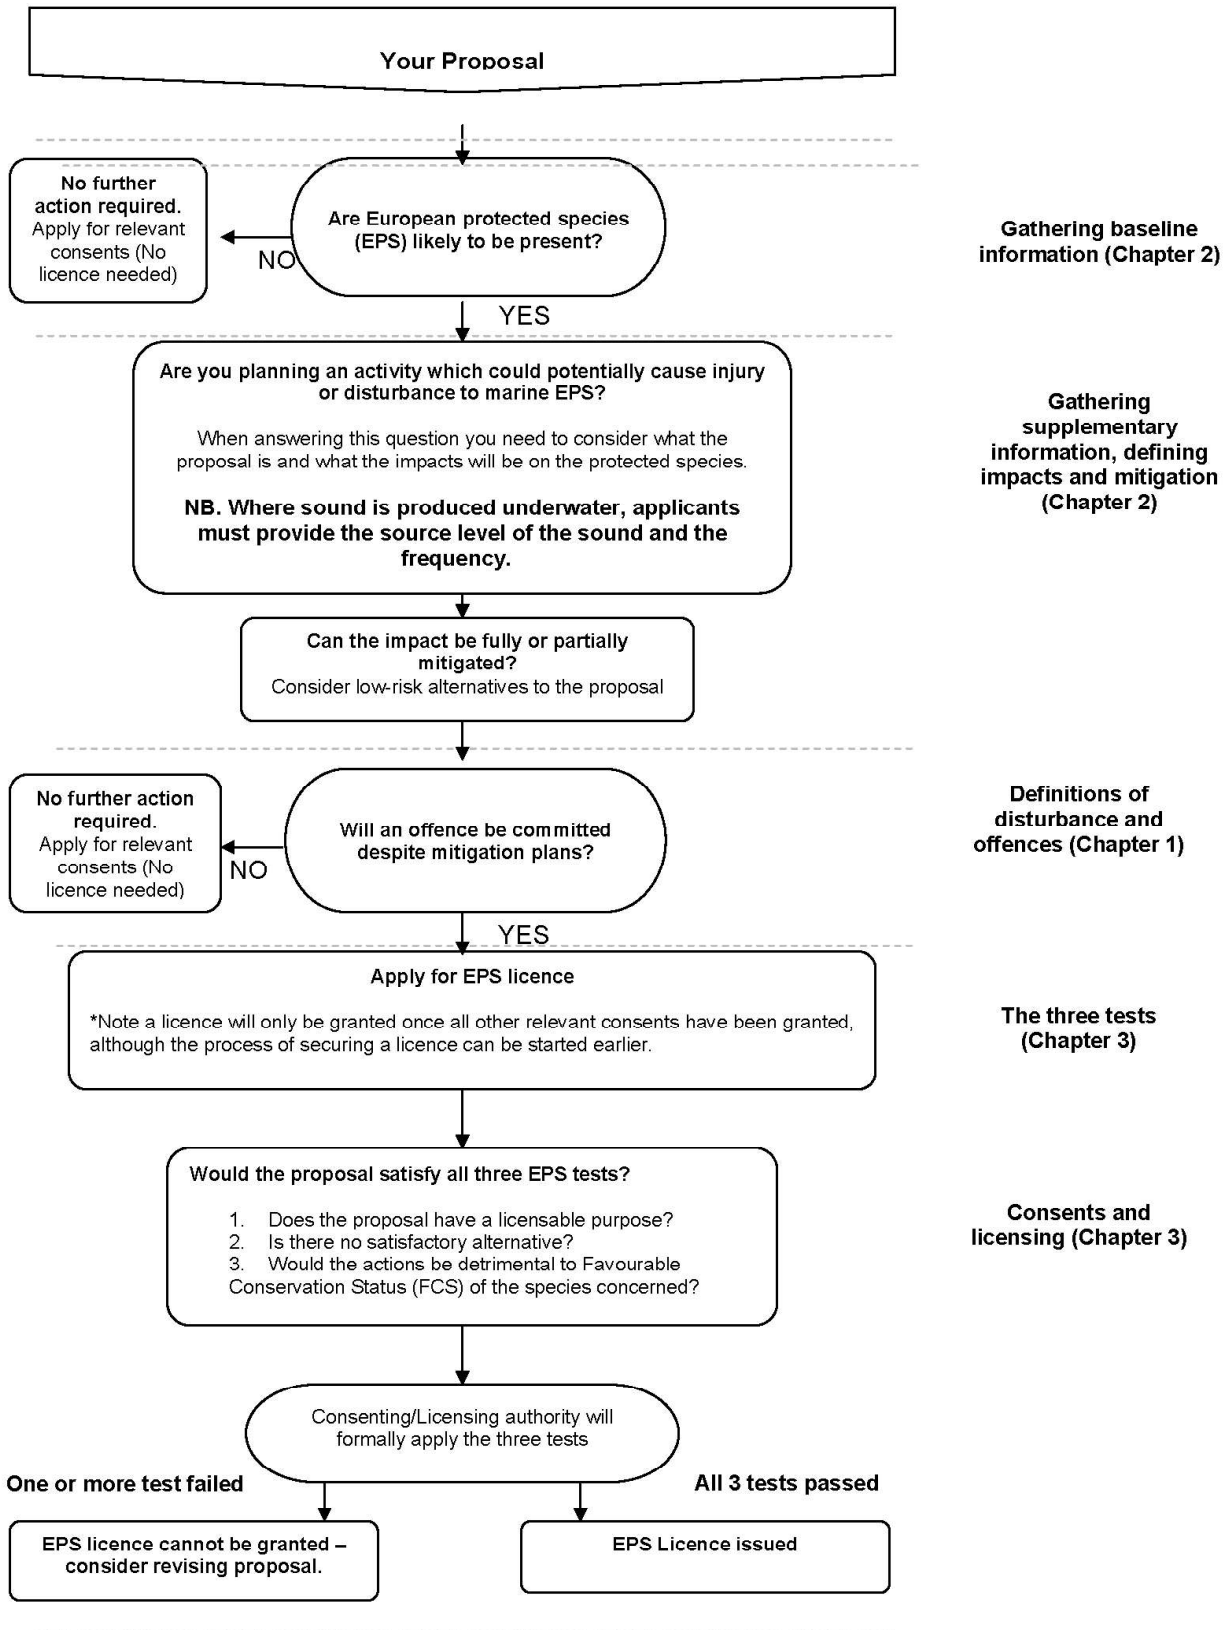 Your Proposal
No further
action required.
Apply for relevant
consents (No
licence needed)
Are European protected species
(EPS) likely to be present?
NO
YES
Gathering baseline
information (Chapter 2)
Are you planning an activity which could potentially cause injury
or disturbance to marine EPS?
When answering this question you need to consider what the
proposal is and what the impacts will be on the protected species.
NB. Where sound is produced underwater, applicants
must provide the source level of the sound and the
frequency.
Gathering
supplementary
information, defining
impacts and mitigation
(Chapter 2)
Can the impact be fully or partially
mitigated?
Consider low-risk alternatives to the proposal
No further action
required.
Apply for relevant
consents (No
licence needed)
Will an offence be committed
despite mitigation plans?
NO
YES
Definitions of
disturbance and
offences (Chapter 1)
Apply for EPS licence
*Note a licence will only be granted once all other relevant consents have been granted,
although the process of securing a licence can be started earlier.
The three tests
(Chapter 3)
Would the proposal satisfy all three EPS tests?
1. Does the proposal have a licensable purpose?
2. Is there no satisfactory alternative?
3. Would the actions be detrimental to Favourable
Conservation Status (FCS) of the species concerned?
Consents and
licensing (Chapter 3)
Consenting/Licensing authority will
formally apply the three tests
One or more test failed
All 3 tests passed
EPS licence cannot be granted –
consider revising proposal.
EPS Licence issued